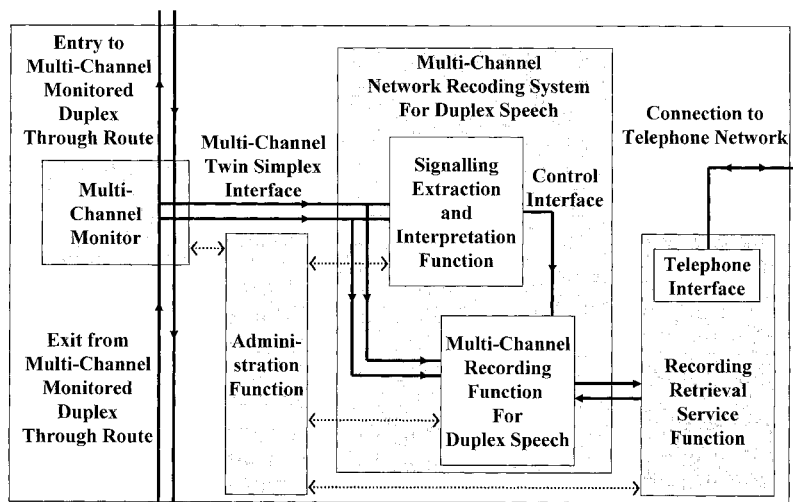 Entry to
Multi-Channel
Monitored
Duplex
Through Route
Multi-Channel
Network Recoding System
For Duplex Speech
Connection to
Telephone Network
Multi-Channel
Twin Simplex
Interface
Multi-
Channel
Monitor
Signalling
Extraction
and
Interpretation
Function
Control
Interface
Telephone
Interface
Exit from
Multi-Channel
Monitored
Duplex
Through Route
Admini-
stration
Function
Multi-Channel
Recording
Function
For
Duplex Speech
Recording
Retrieval
Service
Function